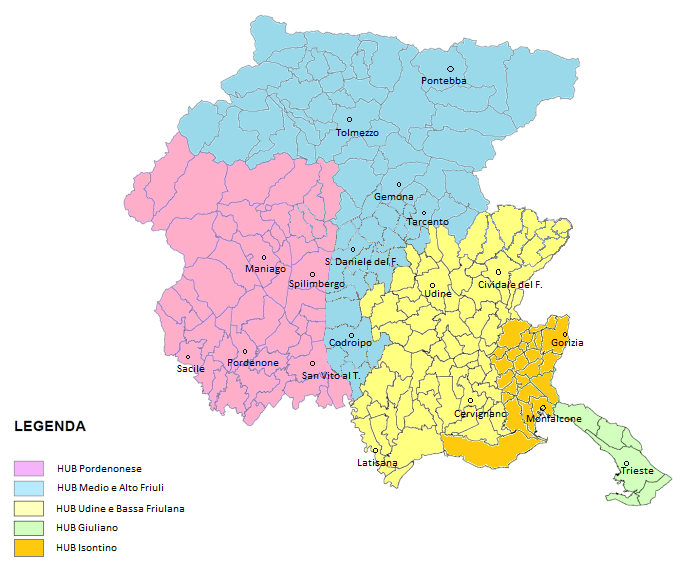 Pontebba
Tolmezzo
Gemona
Tarcento
S. Daniele del F.
Maniago
Spilimbergo
Cividale del F.
Udine
Codroipo
Gorizia
Sacile
Pordenone
San Vito al T.
Cervignano
Monfalcone
Latisana
Trieste
LEGENDA
HUB Pordenonese
HUB Medio e Alto Friuli
HUB Udine e Bassa Friulana
HUB Giuliano
HUB Isontino